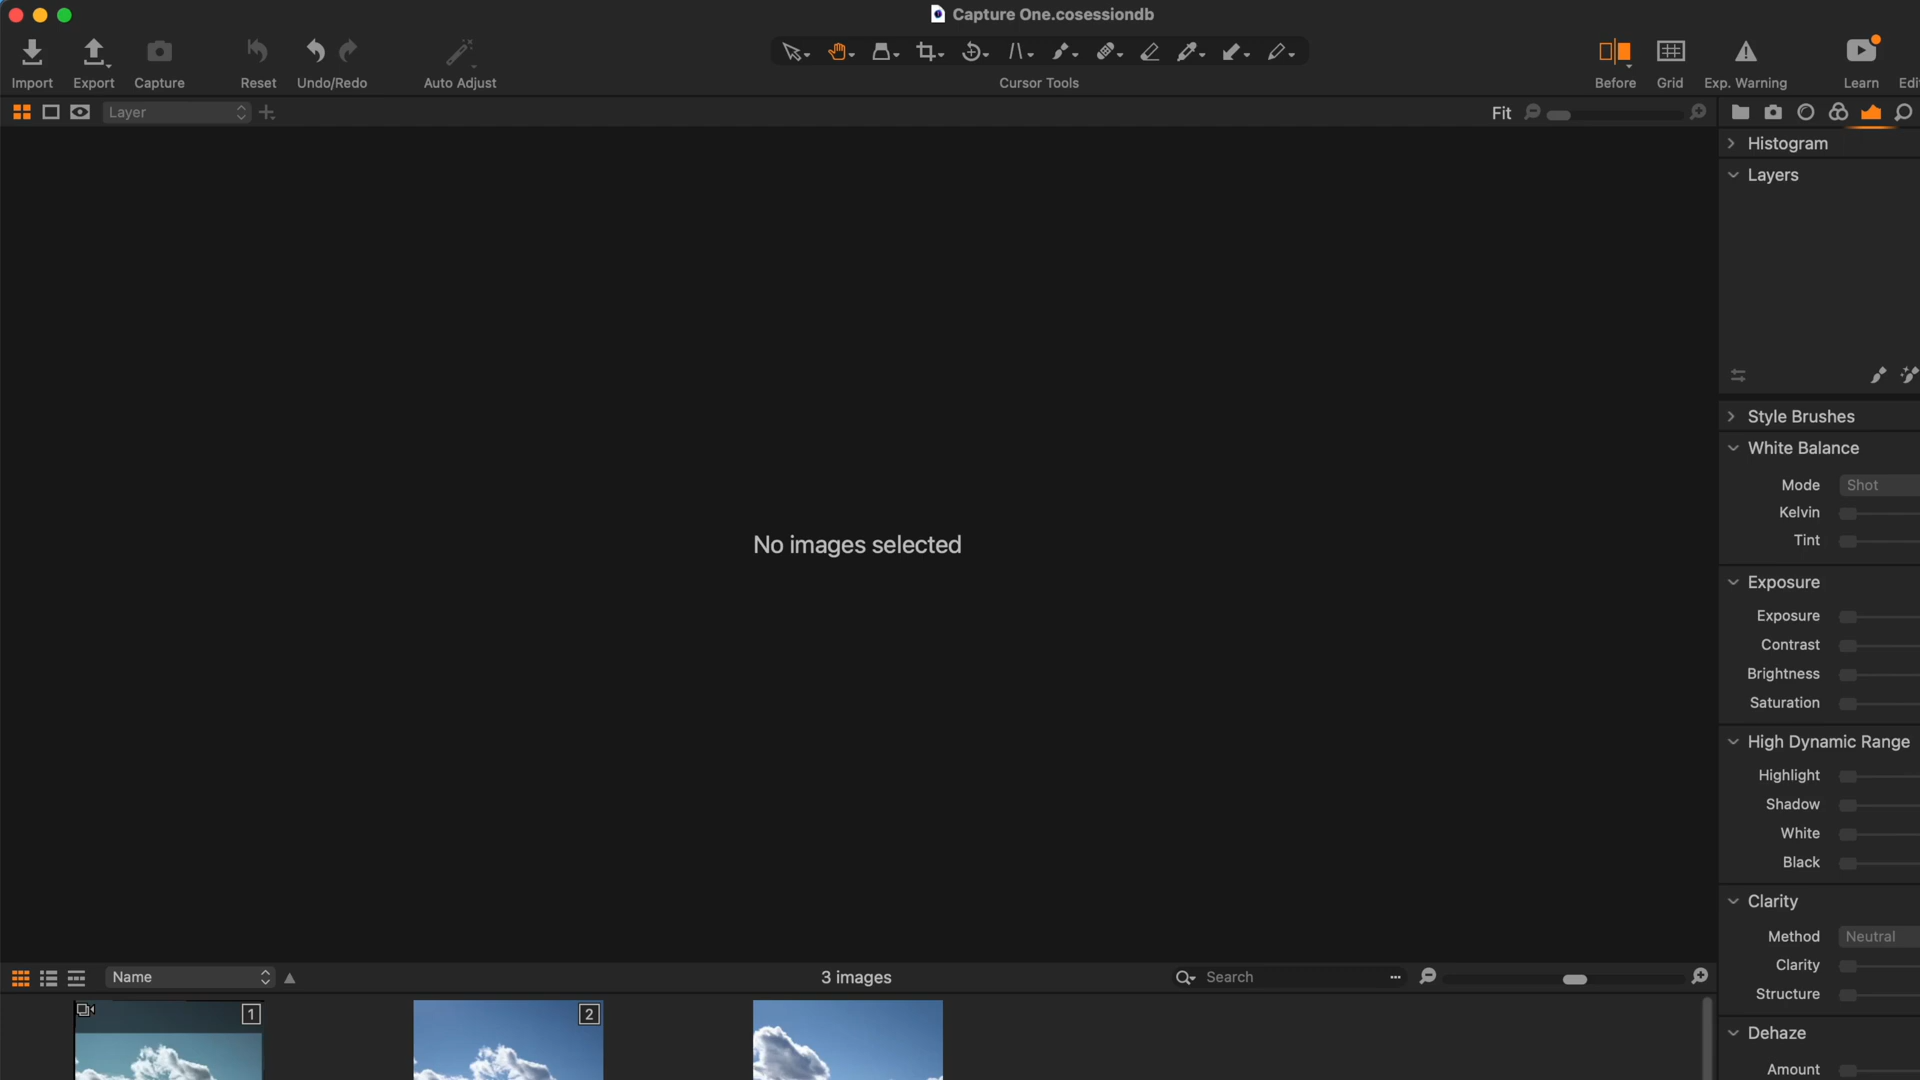 Capture One.cosessiondb
Import Export Capture Reset Undo/Redo Auto Adjust Cursor Tools Before Grid Exp. Warning Learn Edi
Layer Fit
Histogram
Layers
Style Brushes
White Balance
Mode Shot
Kelvin
Tint
No images selected
Exposure
Exposure
Contrast
Brightness
Saturation
High Dynamic Range
Highlight
Shadow
White
Black
Clarity
Method Neutral
Clarity
Structure
Name 3 images Search
1 2
Dehaze
Amount